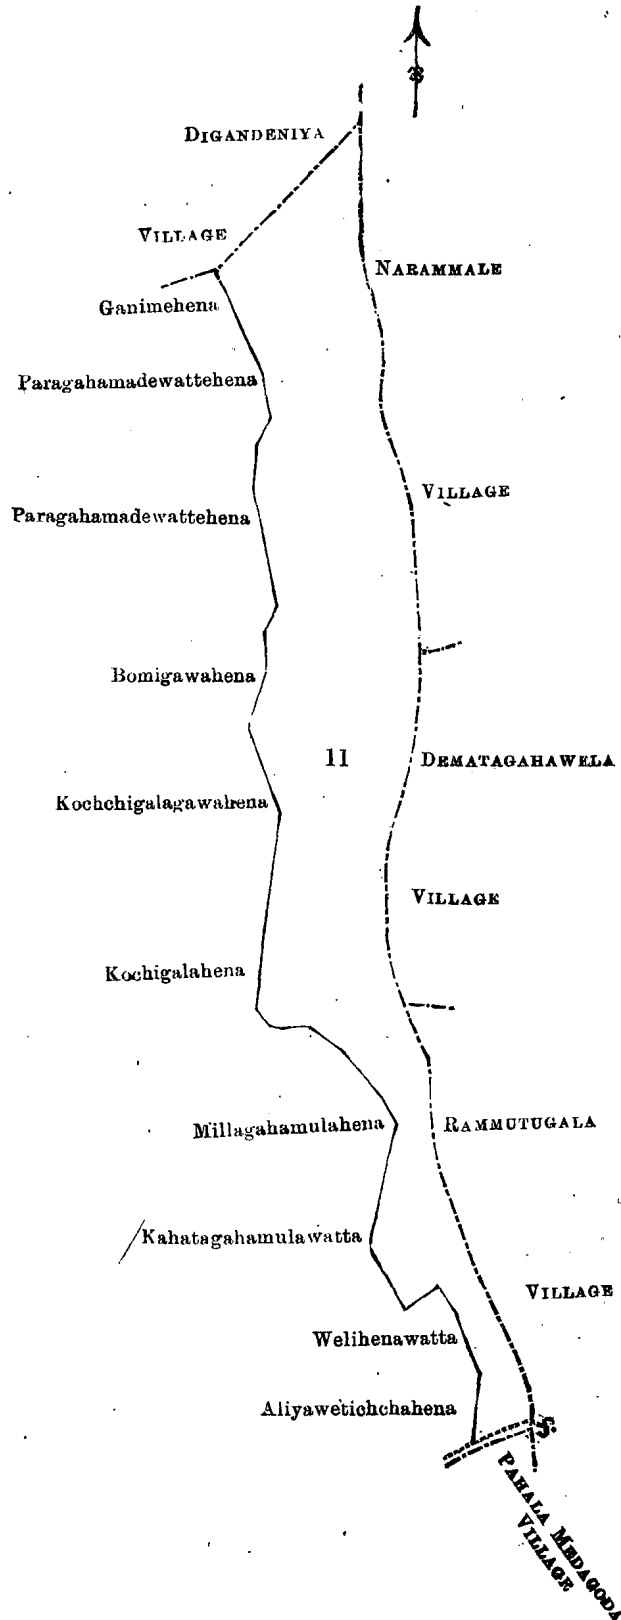 DIGANDENIYA
VILLAGE
NARAMMALE
Ganimehena
Paragahamadewattehena
VILLAGE
Paragahamadewattehena
Bomigawahena
11
DEMATAGAHAWELA
Kochchigalagawahena
VILLAGE
Kochigalahena
Millagahamulahena
RAMMUTUGALA
Kahatagahamulawatta
VILLAGE
Welihenawatta
Aliyawetichchahena
PAHALA MEDAGODA
VILLAGE